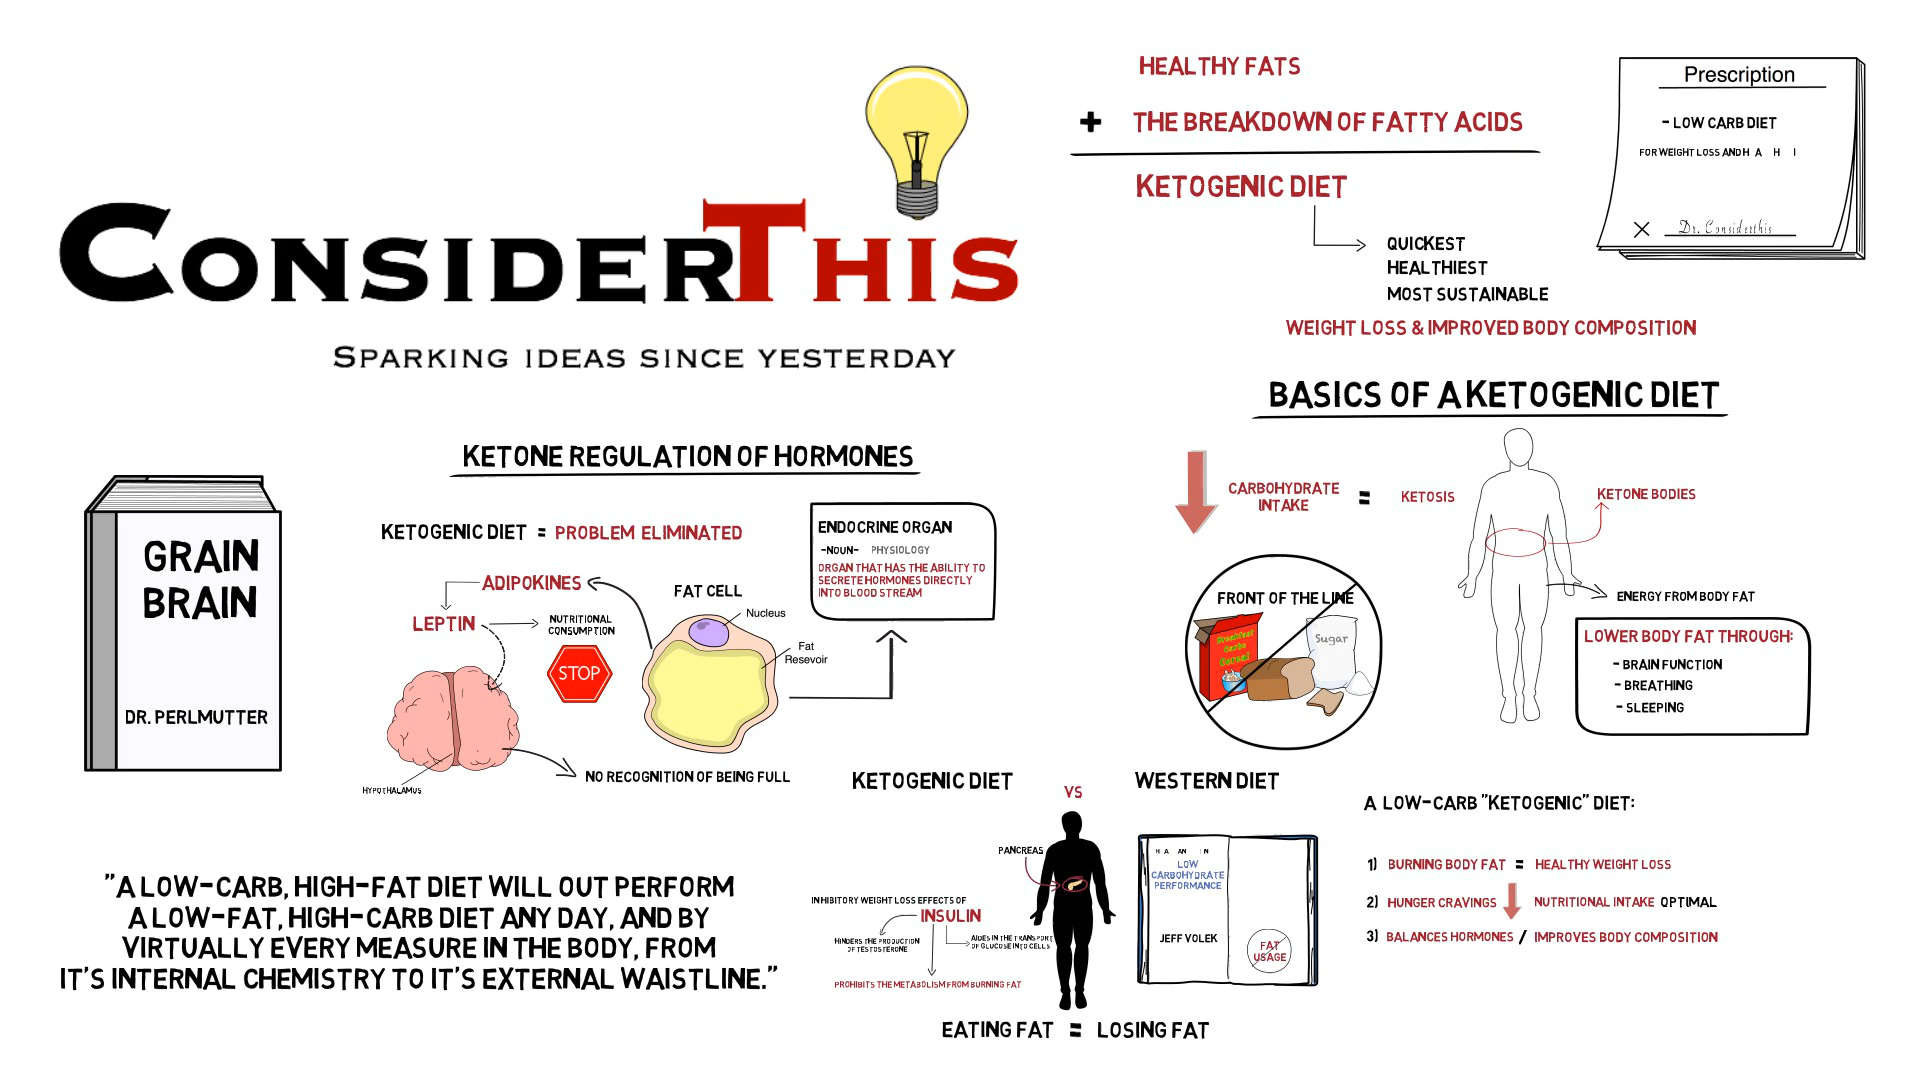 CONSIDERTHIS
SPARKING IDEAS SINCE YESTERDAY
HEALTHY FATS
+ THE BREAKDOWN OF FATTY ACIDS
KETOGENIC DIET
QUICKEST
HEALTHIEST
MOST SUSTAINABLE
WEIGHT LOSS & IMPROVED BODY COMPOSITION
Prescription
- LOW CARB DIET
FOR WEIGHT LOSS AND H A H I
X Dr. Considerthis
GRAIN
BRAIN
DR. PERLMUTTER
KETONE REGULATION OF HORMONES
KETOGENIC DIET = PROBLEM ELIMINATED
ADIPOKINES
LEPTIN
NUTRITIONAL
CONSUMPTION
STOP
FAT CELL
Nucleus
Fat
Resevoir
HYPOTHALAMUS
NO RECOGNITION OF BEING FULL
ENDOCRINE ORGAN
-NOUN- PHYSIOLOGY
ORGAN THAT HAS THE ABILITY TO
SECRETE HORMONES DIRECTLY
INTO BLOOD STREAM
BASICS OF A KETOGENIC DIET
CARBOHYDRATE
INTAKE
= KETOSIS
KETONE BODIES
ENERGY FROM BODY FAT
FRONT OF THE LINE
Breakfast
Carbs
Cereal
Sugar
LOWER BODY FAT THROUGH:
- BRAIN FUNCTION
- BREATHING
- SLEEPING
"A LOW-CARB, HIGH-FAT DIET WILL OUT PERFORM
A LOW-FAT, HIGH-CARB DIET ANY DAY, AND BY
VIRTUALLY EVERY MEASURE IN THE BODY, FROM
IT'S INTERNAL CHEMISTRY TO IT'S EXTERNAL WAISTLINE."
KETOGENIC DIET
VS
WESTERN DIET
PANCREAS
INHIBITORY WEIGHT LOSS EFFECTS OF
INSULIN
HINDERS THE PRODUCTION
OF TESTOSTERONE
AIDES IN THE TRANSPORT
OF GLUCOSE INTO CELLS
PROHIBITS THE METABOLISM FROM BURNING FAT
H A AN I N
LOW
CARBOHYDRATE
PERFORMANCE
JEFF VOLEK
FAT
USAGE
EATING FAT = LOSING FAT
A LOW-CARB "KETOGENIC" DIET:
1) BURNING BODY FAT = HEALTHY WEIGHT LOSS
2) HUNGER CRAVINGS NUTRITIONAL INTAKE OPTIMAL
3) BALANCES HORMONES / IMPROVES BODY COMPOSITION